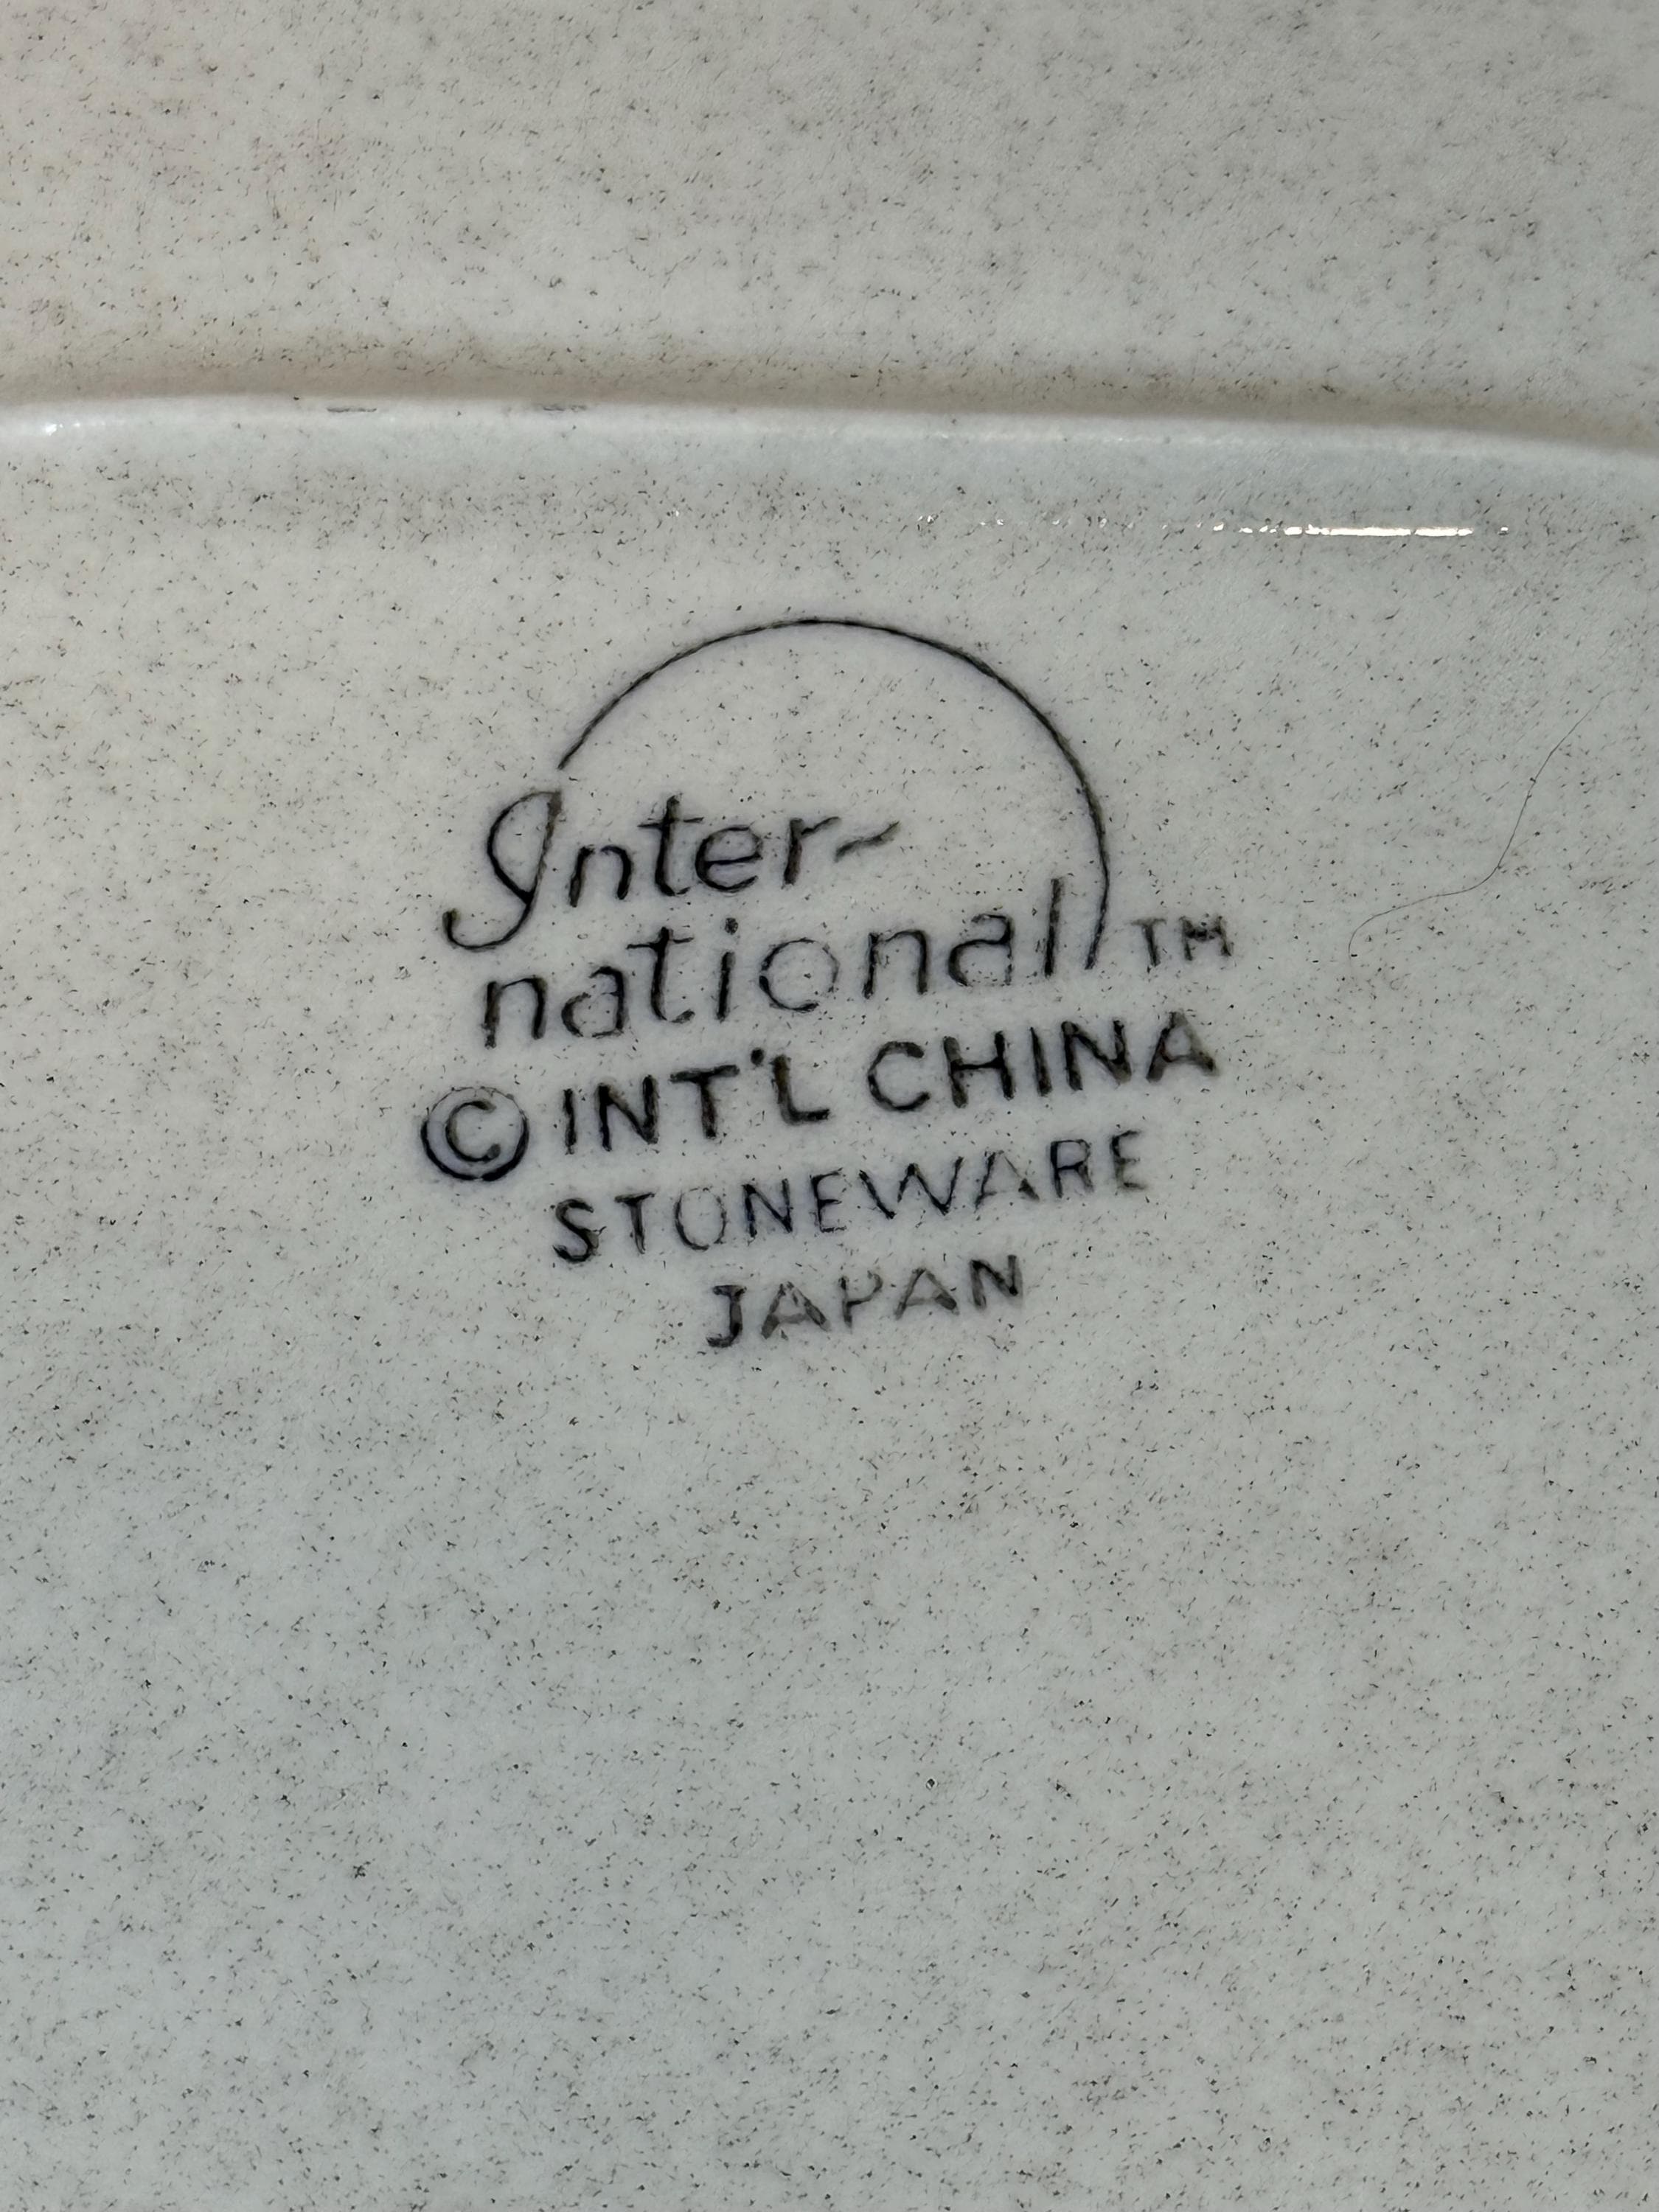 Inter-
national TM
© INT'L CHINA
STONEWARE
JAPAN